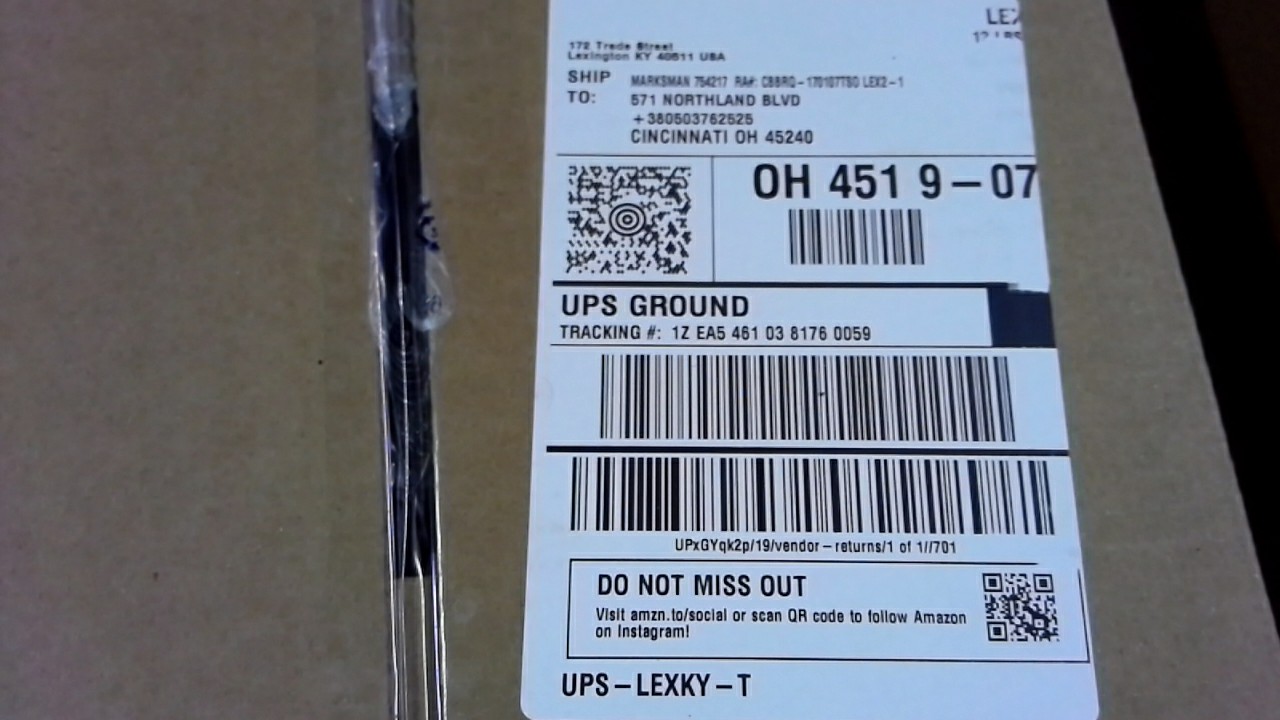 172 Trade Street
Lexington KY 40511 USA
SHIP TO:
MARKSMAN 754217 RA#: CBBRQ-170107TBO LEX2-1
571 NORTHLAND BLVD
+380503762525
CINCINNATI OH 45240
OH 451 9-07
UPS GROUND
TRACKING #: 1Z EA5 461 03 8176 0059
UPxGYqk2p/19/vendor-returns/1 of 1//701
DO NOT MISS OUT
Visit amzn.to/social or scan QR code to follow Amazon
on Instagram!
UPS-LEXKY-T